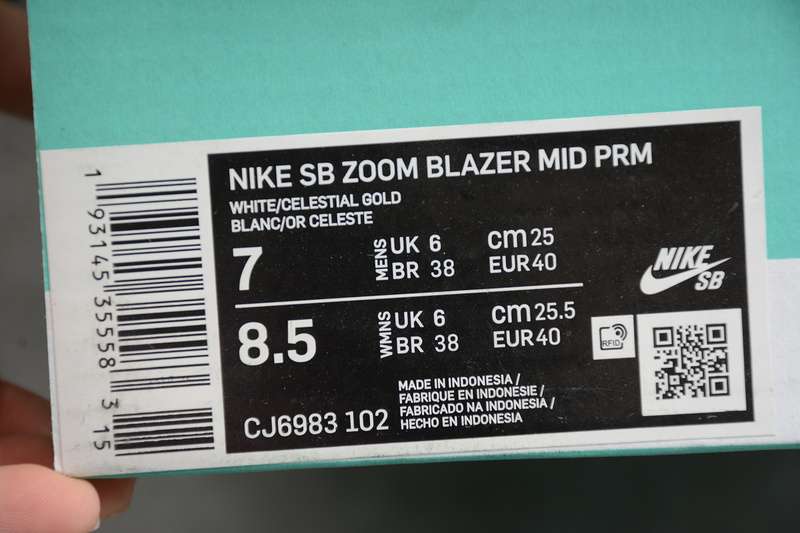 NIKE SB ZOOM BLAZER MID PRM
WHITE/CELESTIAL GOLD
BLANC/OR CELESTE
7 MENS UK 6 cm 25
BR 38 EUR 40
8.5 WMNS UK 6 cm 25.5
BR 38 EUR 40
NIKE SB
RFID
CJ6983 102
MADE IN INDONESIA /
FABRIQUE EN INDONESIE /
FABRICADO NA INDONESIA /
HECHO EN INDONESIA
1 93145 35558 3 15